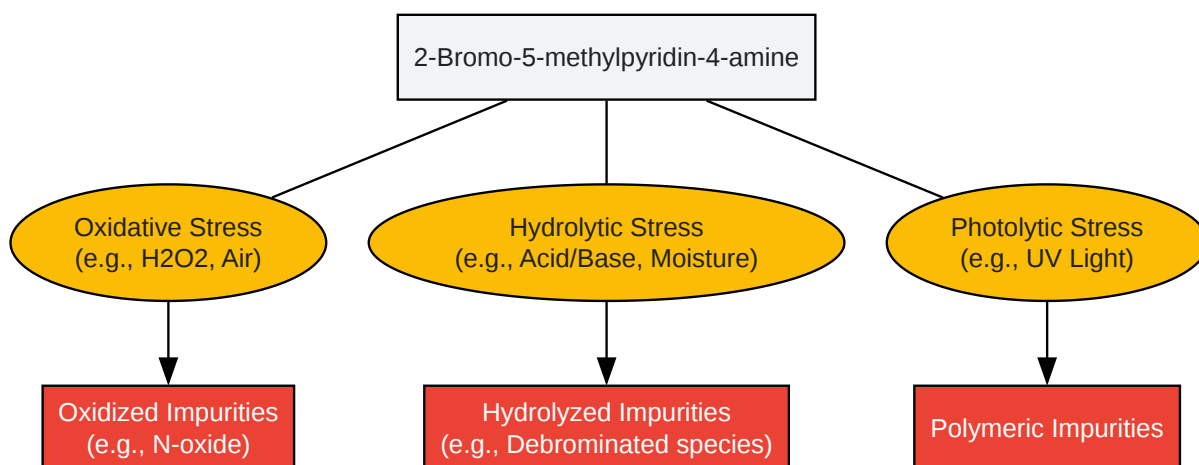 2-Bromo-5-methylpyridin-4-amine
Oxidative Stress
(e.g., H2O2, Air)
Hydrolytic Stress
(e.g., Acid/Base, Moisture)
Photolytic Stress
(e.g., UV Light)
Oxidized Impurities
(e.g., N-oxide)
Hydrolyzed Impurities
(e.g., Debrominated species)
Polymeric Impurities